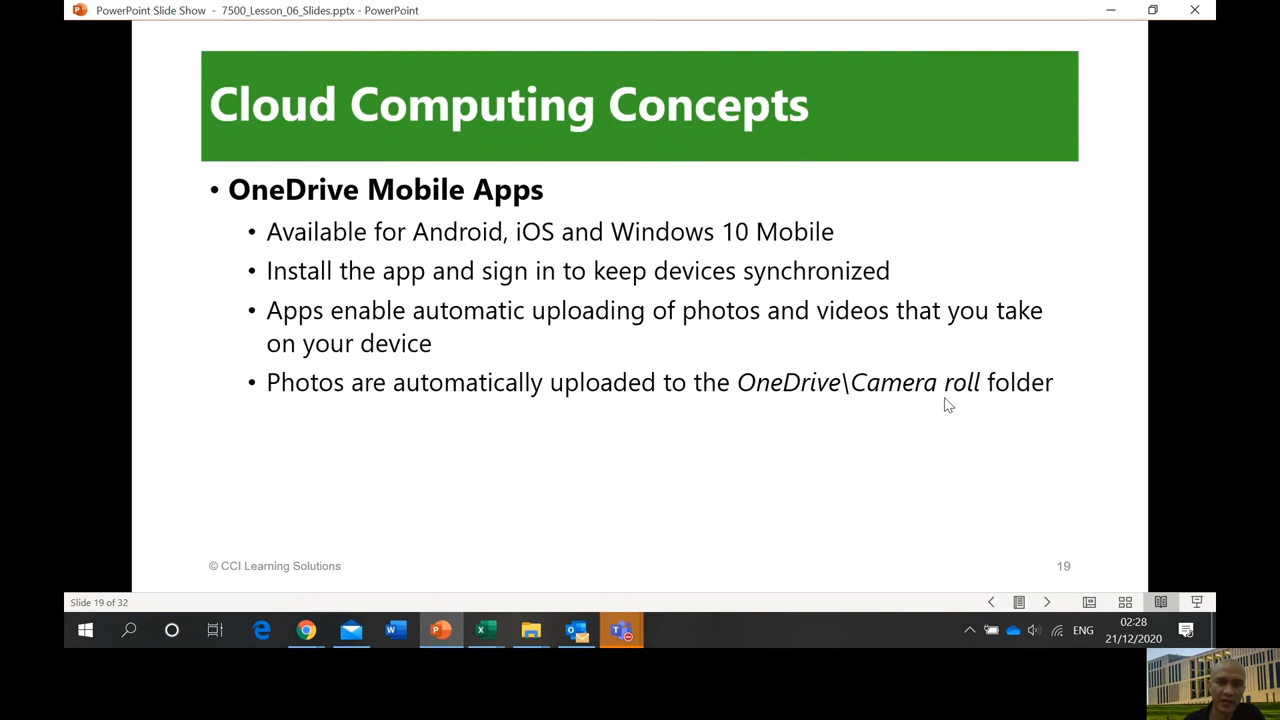 PowerPoint Slide Show - 7500_Lesson_06_Slides.pptx - PowerPoint
Cloud Computing Concepts
• OneDrive Mobile Apps
• Available for Android, iOS and Windows 10 Mobile
• Install the app and sign in to keep devices synchronized
• Apps enable automatic uploading of photos and videos that you take
on your device
• Photos are automatically uploaded to the OneDrive\Camera roll folder
© CCI Learning Solutions
19
Slide 19 of 32
ENG
02:28
21/12/2020